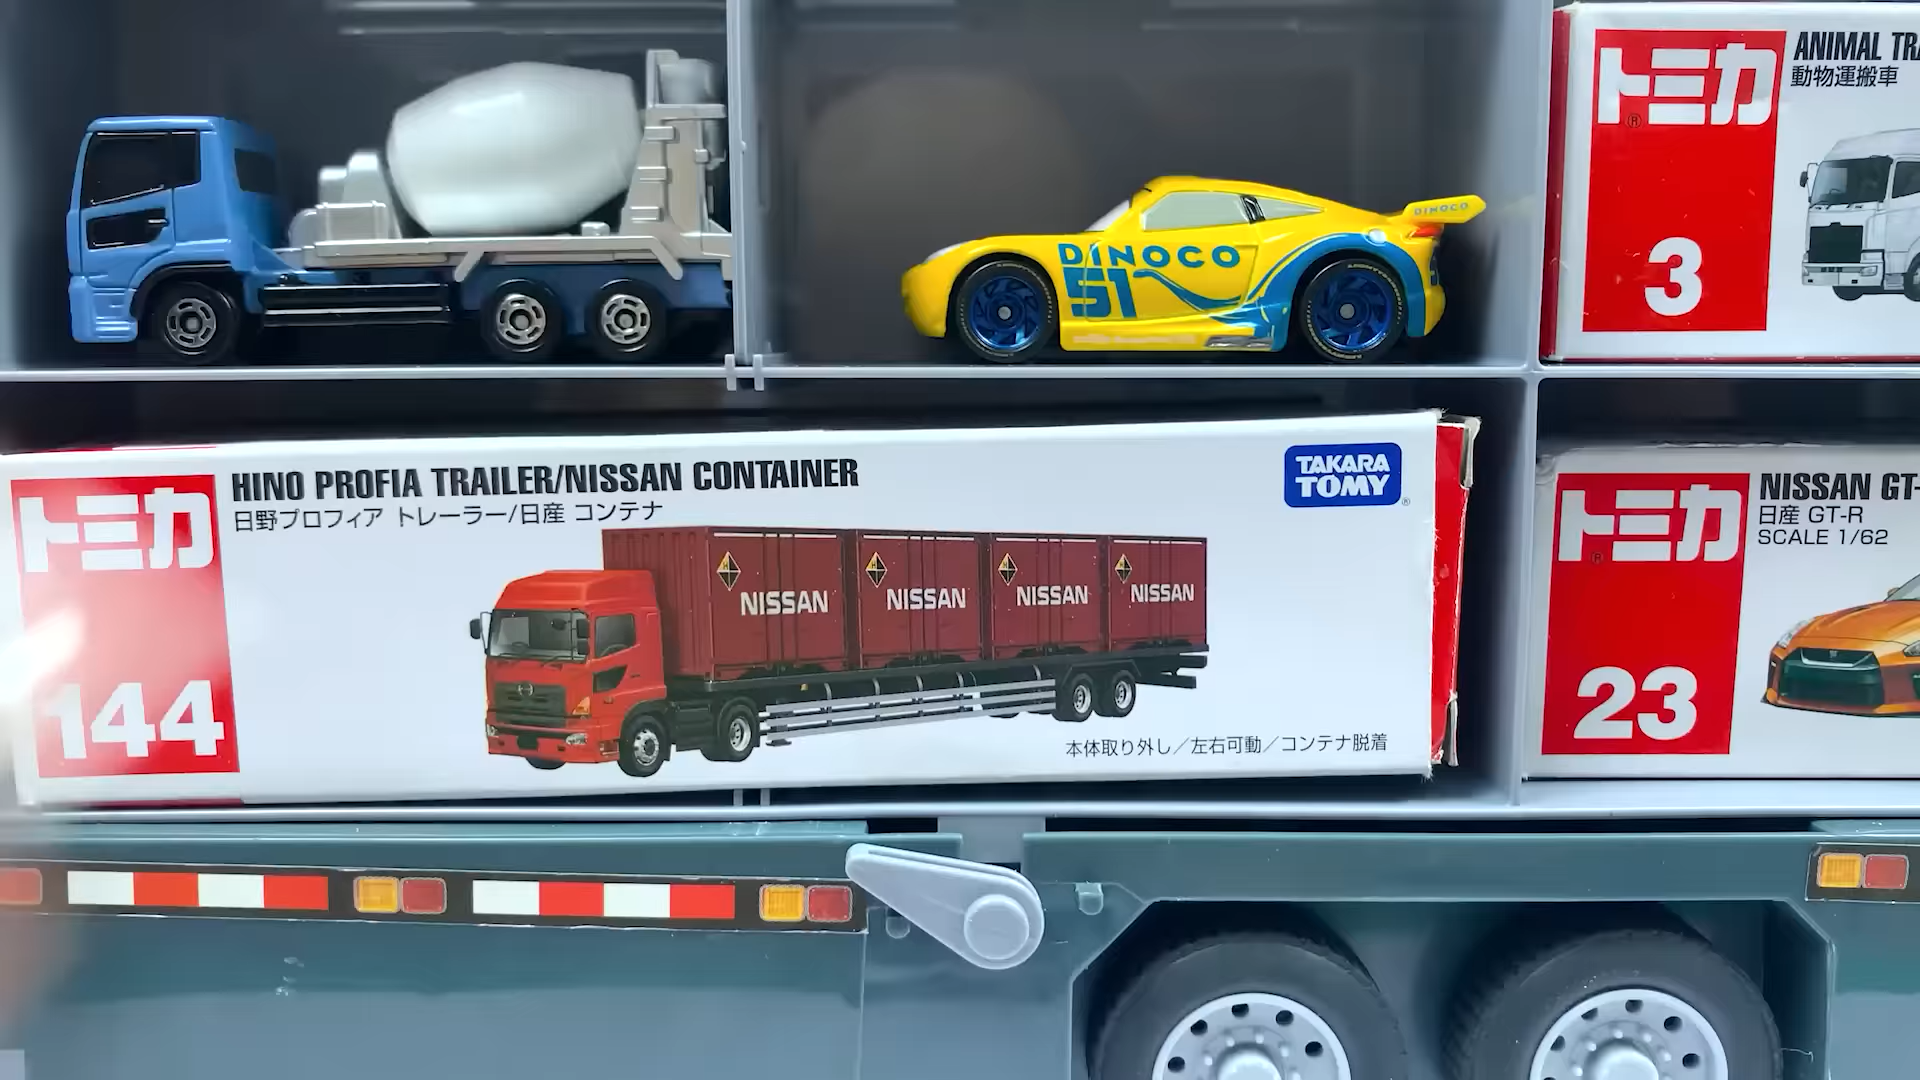 DINOCO
DINOCO
51
トミカ
3
動物運搬車
ANIMAL
トミカ
144
HINO PROFIA TRAILER/NISSAN CONTAINER
日野プロフィア トレーラー/日産 コンテナ
TAKARA
TOMY
NISSAN
NISSAN
NISSAN
NISSAN
本体取り外し/左右可動/コンテナ脱着
トミカ
23
NISSAN GT-
日産 GT-R
SCALE 1/62